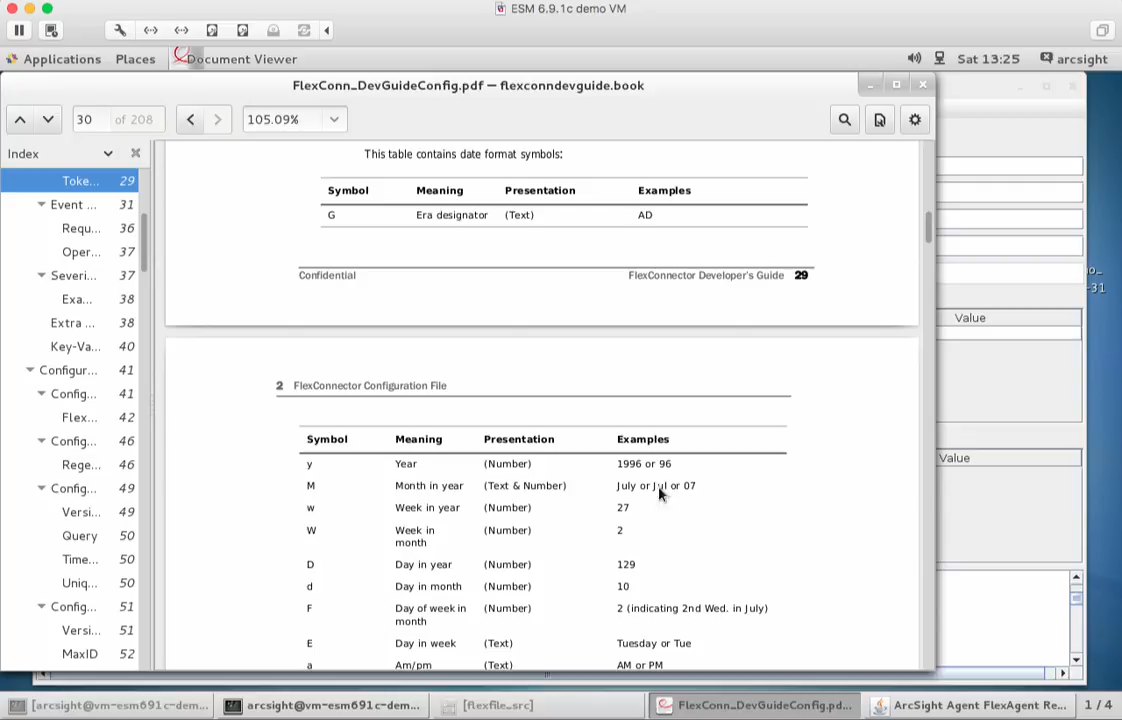 ESM 6.9.1c demo VM
Applications Places Document Viewer Sat 13:25 arcsight
FlexConn_DevGuideConfig.pdf — flexconndevguide.book
30 of 208 105.09%
Index
Toke... 29
Event ... 31
Requ... 36
Oper... 37
Severi... 37
Exa... 38
Extra ... 38
Key-Va... 40
Configur... 41
Config... 41
Flex... 42
Config... 46
Rege... 46
Config... 49
Versi... 49
Query 50
Time... 50
Uniq... 50
Config... 51
Versi... 51
MaxID 52
This table contains date format symbols:
Symbol Meaning Presentation Examples
G Era designator (Text) AD
Confidential FlexConnector Developer's Guide 29
2 FlexConnector Configuration File
Symbol Meaning Presentation Examples
y Year (Number) 1996 or 96
M Month in year (Text & Number) July or Jul or 07
w Week in year (Number) 27
W Week in month (Number) 2
D Day in year (Number) 129
d Day in month (Number) 10
F Day of week in month (Number) 2 (indicating 2nd Wed. in July)
E Day in week (Text) Tuesday or Tue
a Am/pm (Text) AM or PM
Value
Value
-31
[arcsight@vm-esm691c-dem... arcsight@vm-esm691c-dem... [flexfile_src] FlexConn_DevGuideConfig.pd... ArcSight Agent FlexAgent Re... 1 / 4